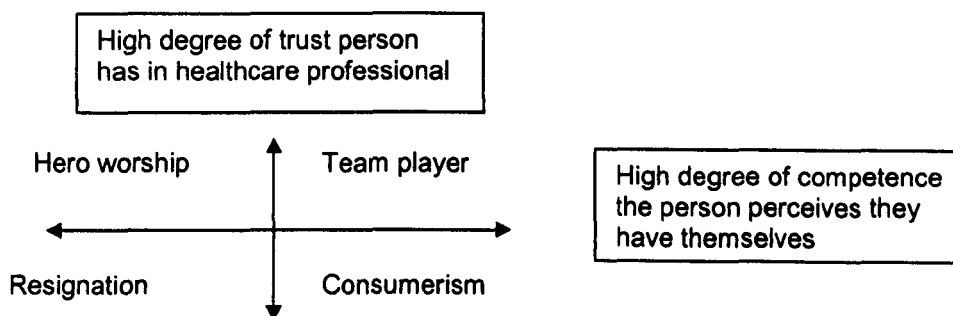 High degree of trust person
has in healthcare professional
Hero worship
Team player
High degree of competence
the person perceives they
have themselves
Resignation
Consumerism